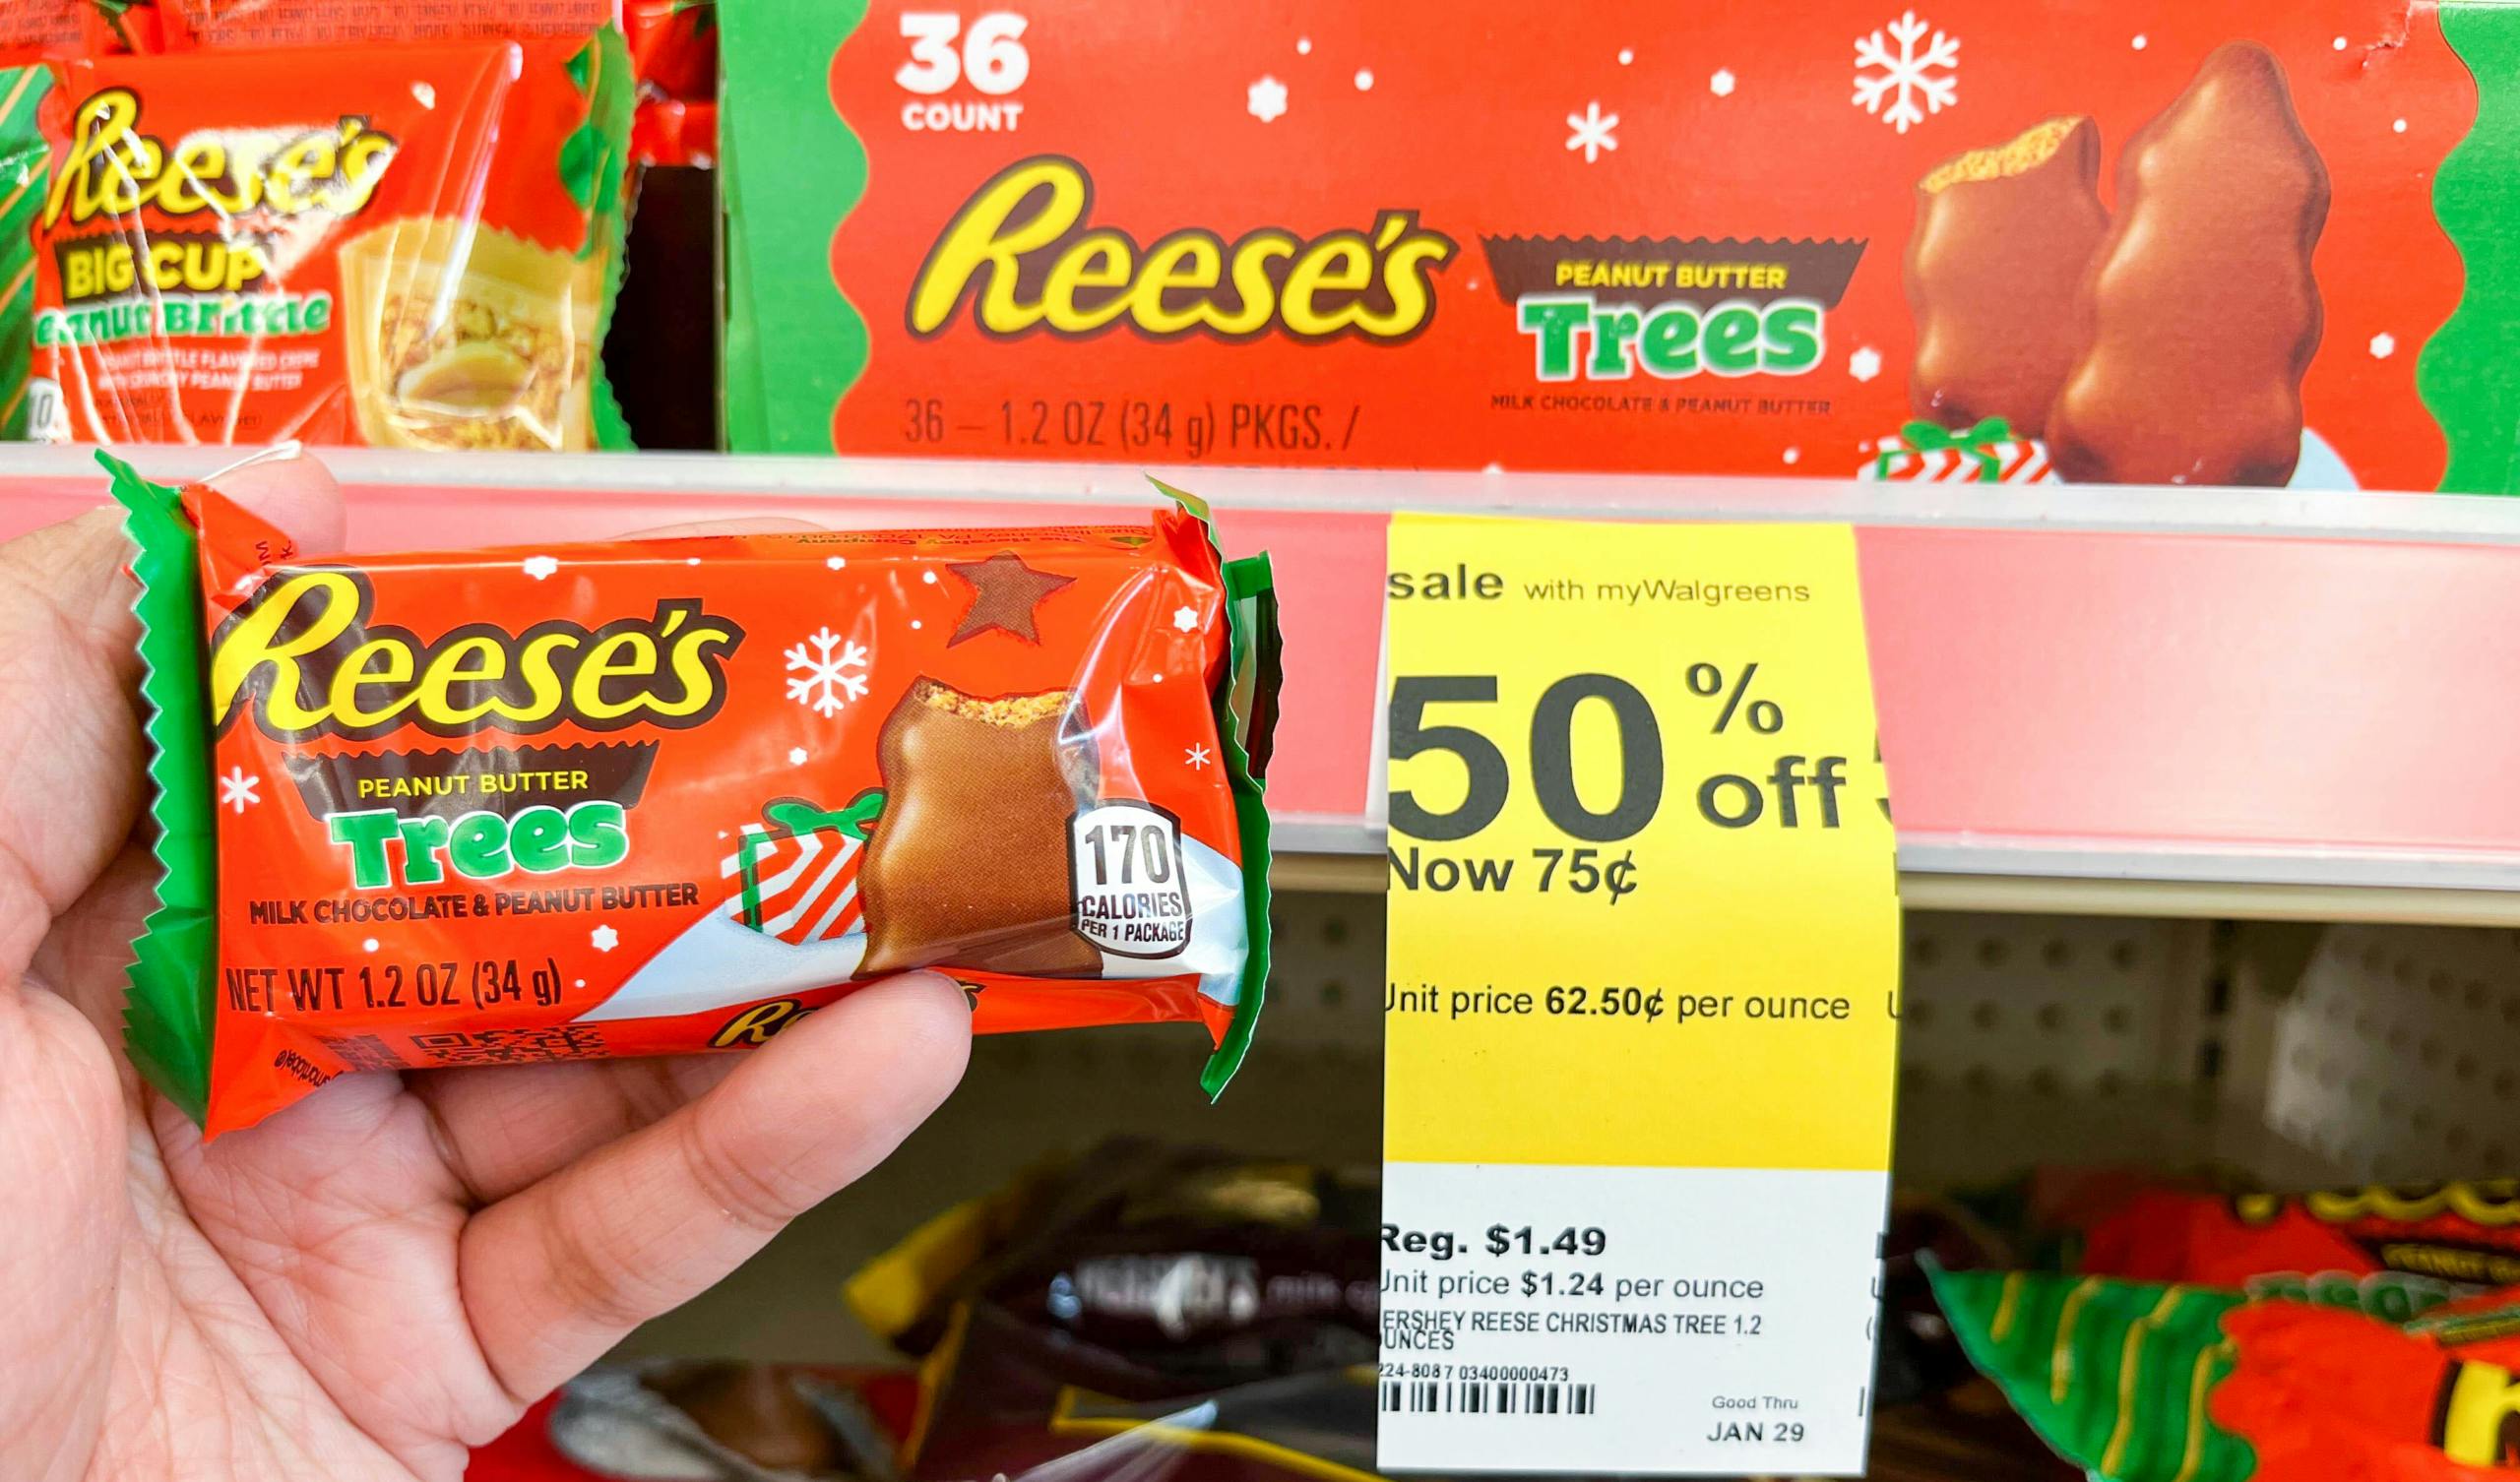 Reese's
BIG CUP
Peanut Brittle
36
COUNT
Reese's
PEANUT BUTTER
Trees
MILK CHOCOLATE & PEANUT BUTTER
36 – 1.2 OZ (34 g) PKGS. /
Reese's
PEANUT BUTTER
Trees
MILK CHOCOLATE & PEANUT BUTTER
NET WT 1.2 OZ (34 g)
170
CALORIES
PER 1 PACKAGE
sale with myWalgreens
50 % off
Now 75¢
Unit price 62.50¢ per ounce
Reg. $1.49
Unit price $1.24 per ounce
ERSHEY REESE CHRISTMAS TREE 1.2
OUNCES
224-8087 03400000473
Good Thru
JAN 29